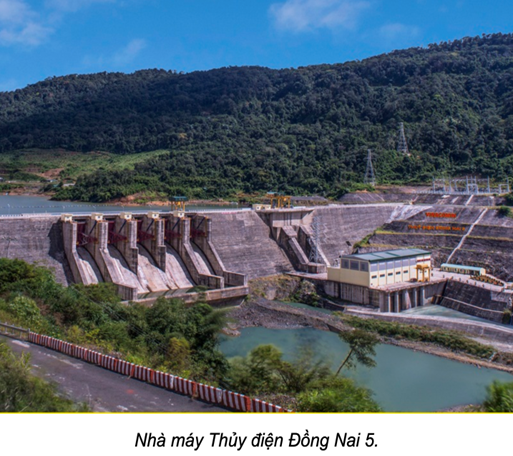 Nhà máy Thủy điện Đồng Nai 5.